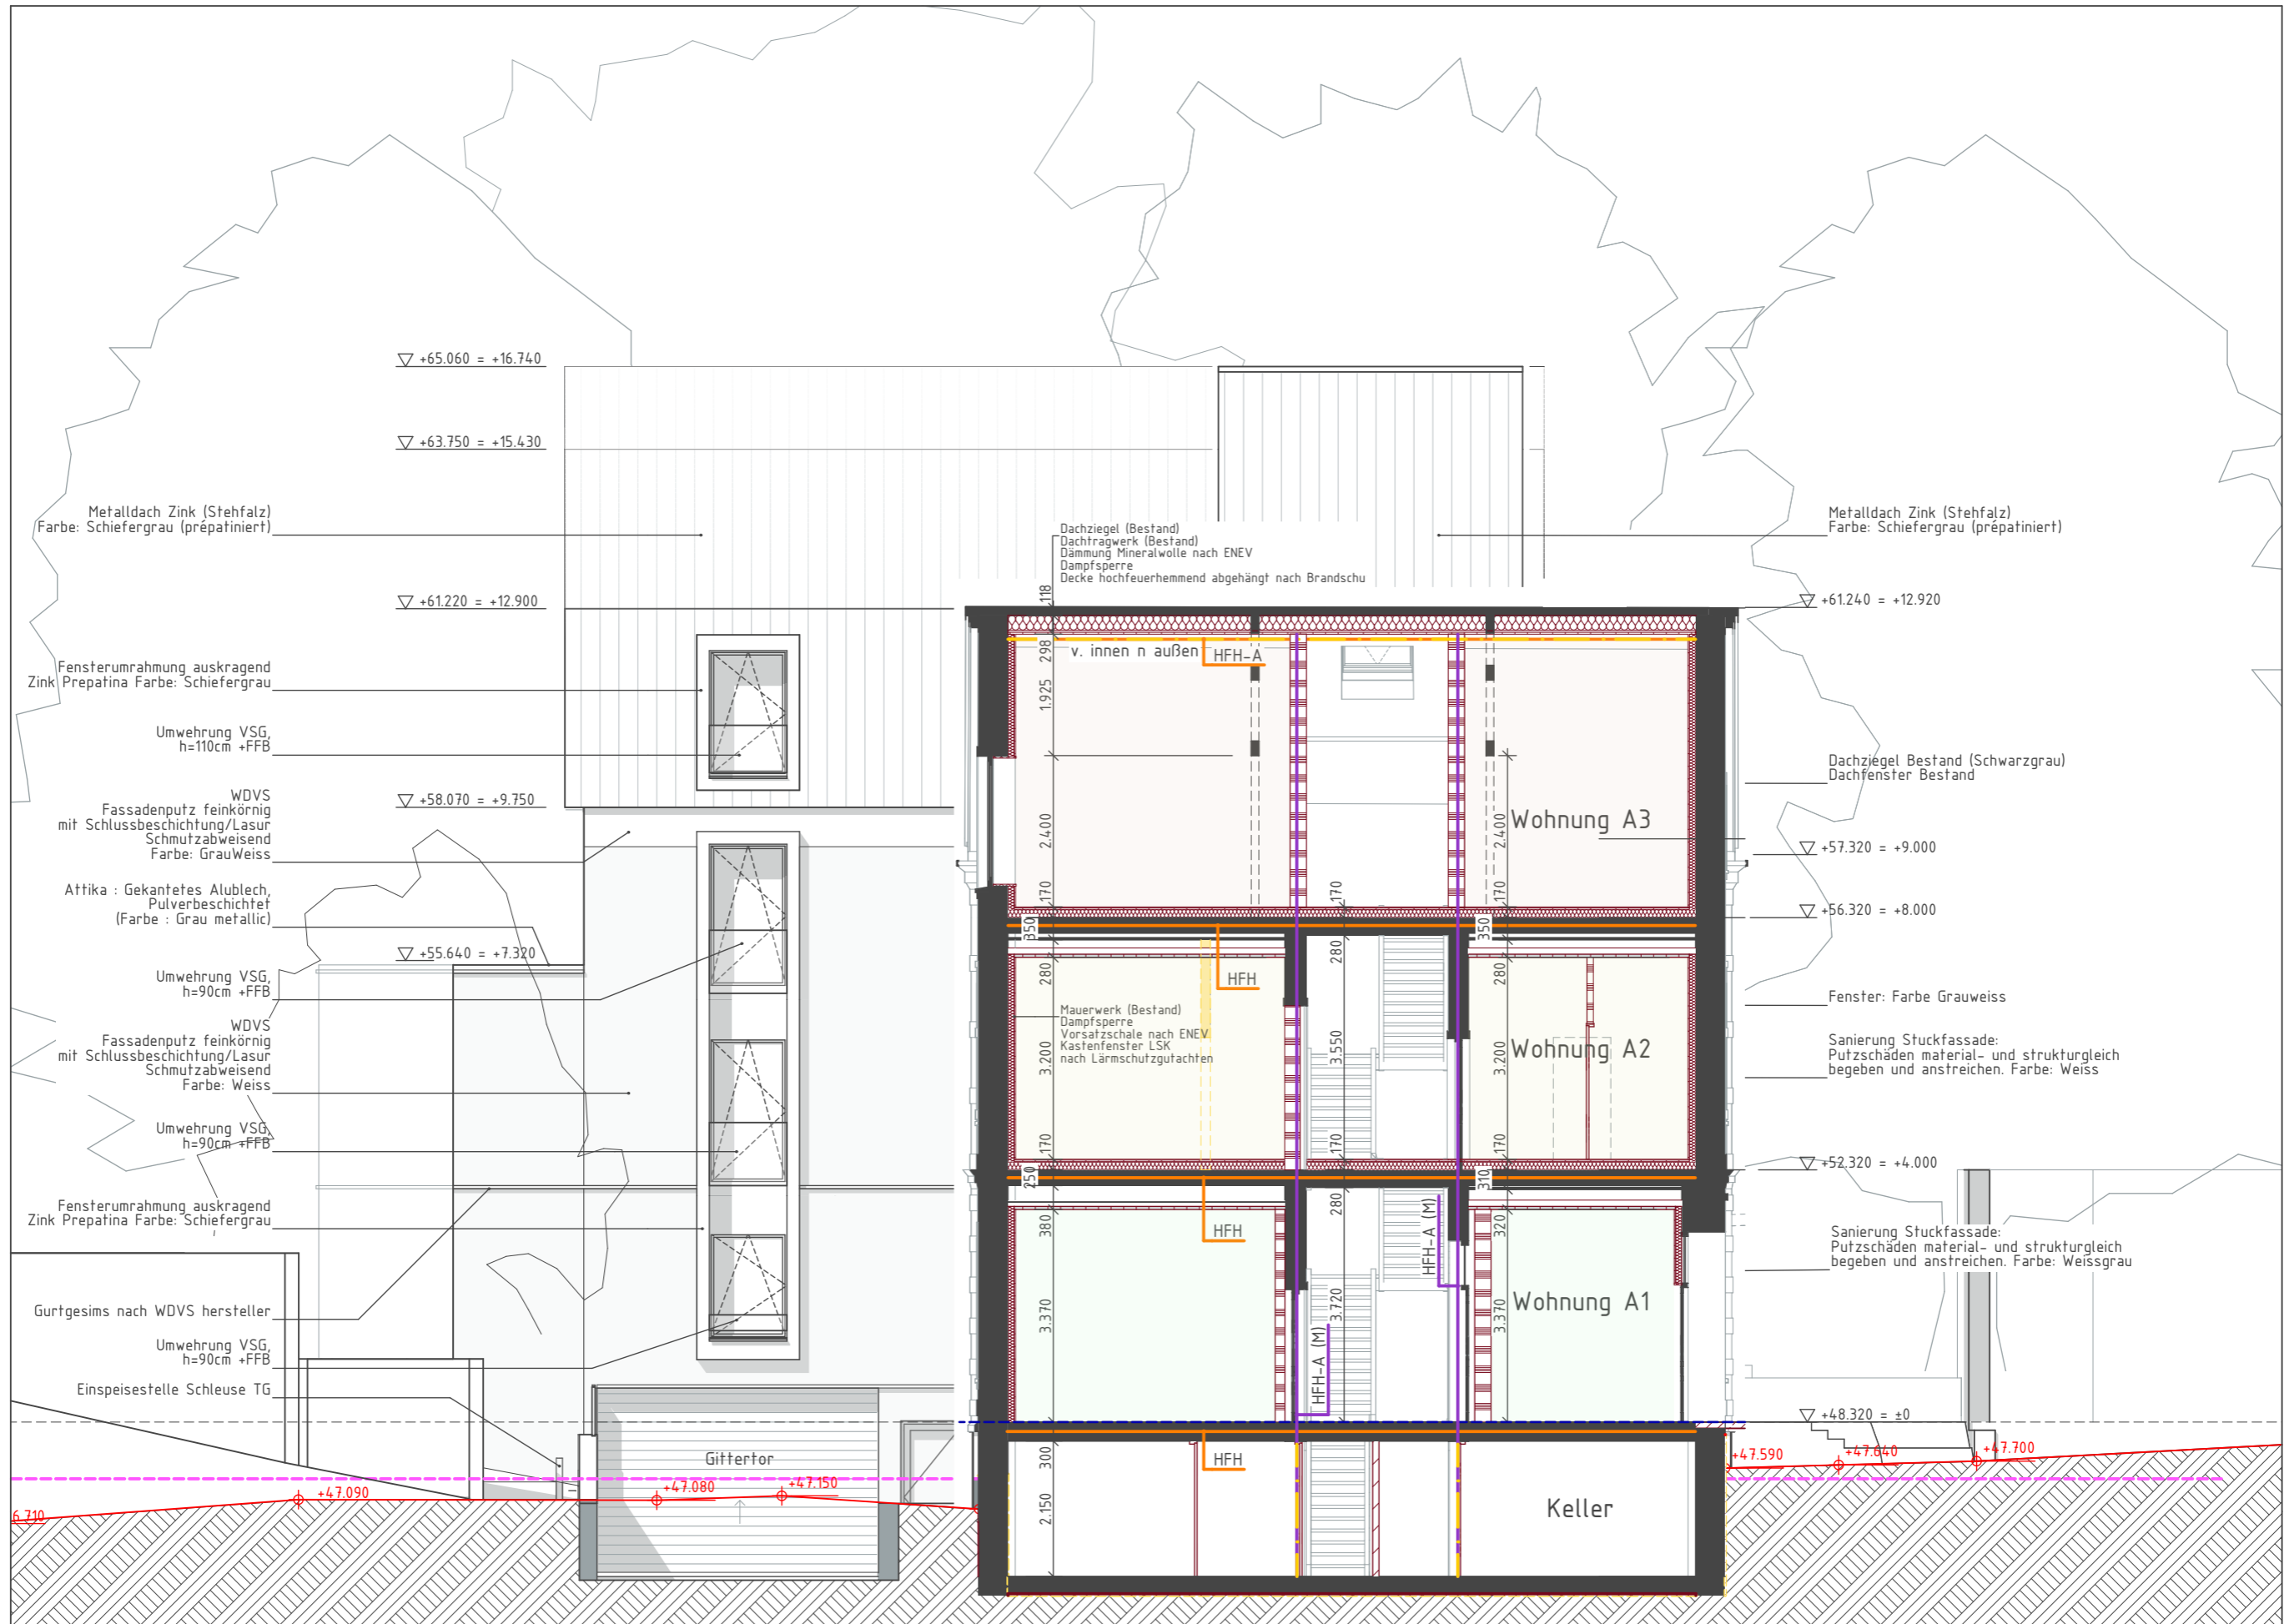 +65.060 = +16.740
+63.750 = +15.430
Metalldach Zink (Stehfalz)
Farbe: Schiefergrau (prépatiniert)
+61.220 = +12.900
Fensterumrahmung auskragend
Zink Prepatina Farbe: Schiefergrau
Umwehrung VSG,
h=110cm +FFB
WDVS
Fassadenputz feinkörnig
mit Schlussbeschichtung/Lasur
Schmutzabweisend
Farbe: GrauWeiss
+58.070 = +9.750
Attika : Gekantetes Alublech,
Pulverbeschichtet
(Farbe : Grau metallic)
+55.640 = +7.320
Umwehrung VSG,
h=90cm +FFB
WDVS
Fassadenputz feinkörnig
mit Schlussbeschichtung/Lasur
Schmutzabweisend
Farbe: Weiss
Umwehrung VSG,
h=90cm +FFB
Fensterumrahmung auskragend
Zink Prepatina Farbe: Schiefergrau
Gurtgesims nach WDVS hersteller
Umwehrung VSG,
h=90cm +FFB
Einspeisestelle Schleuse TG
Gittertor
6.710
+47.090
+47.080
+47.150
Dachziegel (Bestand)
Dachtragwerk (Bestand)
Dämmung Mineralwolle nach ENEV
Dampfsperre
Decke hochfeuerhemmend abgehängt nach Brandschu
118
298
v. innen n außen
HFH-A
1.925
2.400
2.400
Wohnung A3
170
170
170
350
350
280
280
280
HFH
Mauerwerk (Bestand)
Dampfsperre
Vorsatzschale nach ENEV
Kastenfenster LSK
nach Lärmschutzgutachten
3.200
3.550
3.200
Wohnung A2
170
170
170
250
310
380
280
320
HFH
HFH-A (M)
3.370
3.720
3.370
Wohnung A1
HFH-A (M)
300
HFH
2.150
Keller
Metalldach Zink (Stehfalz)
Farbe: Schiefergrau (prépatiniert)
+61.240 = +12.920
Dachziegel Bestand (Schwarzgrau)
Dachfenster Bestand
+57.320 = +9.000
+56.320 = +8.000
Fenster: Farbe Grauweiss
Sanierung Stuckfassade:
Putzschäden material- und strukturgleich
begeben und anstreichen. Farbe: Weiss
+52.320 = +4.000
Sanierung Stuckfassade:
Putzschäden material- und strukturgleich
begeben und anstreichen. Farbe: Weissgrau
+48.320 = ±0
+47.590
+47.640
+47.700